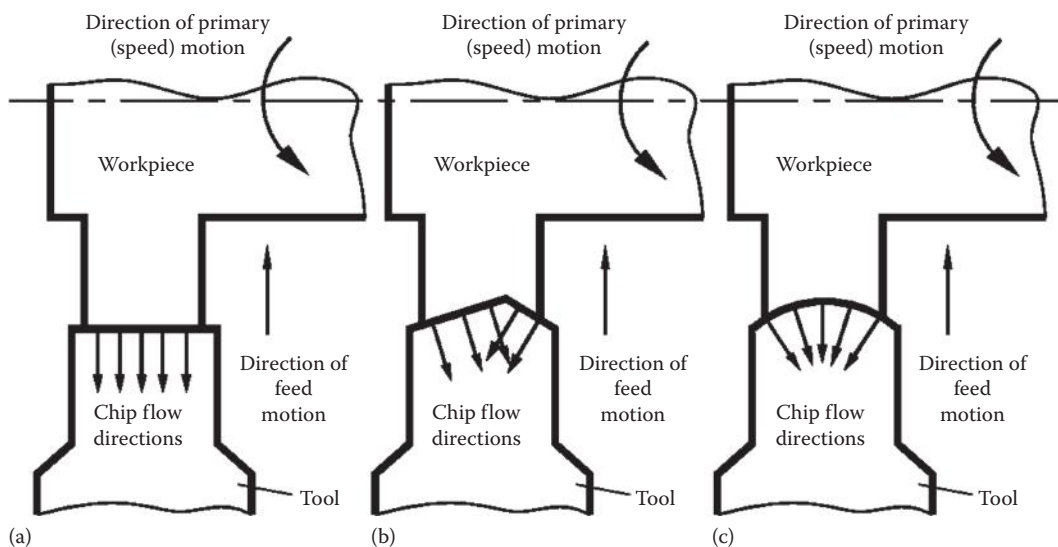 Direction of primary
(speed) motion
Workpiece
Direction of
feed
motion
Chip flow
directions
Tool
(a)
Direction of primary
(speed) motion
Workpiece
Direction of
feed
motion
Chip flow
directions
Tool
(b)
Direction of primary
(speed) motion
Workpiece
Direction of
feed
motion
Chip flow
directions
Tool
(c)